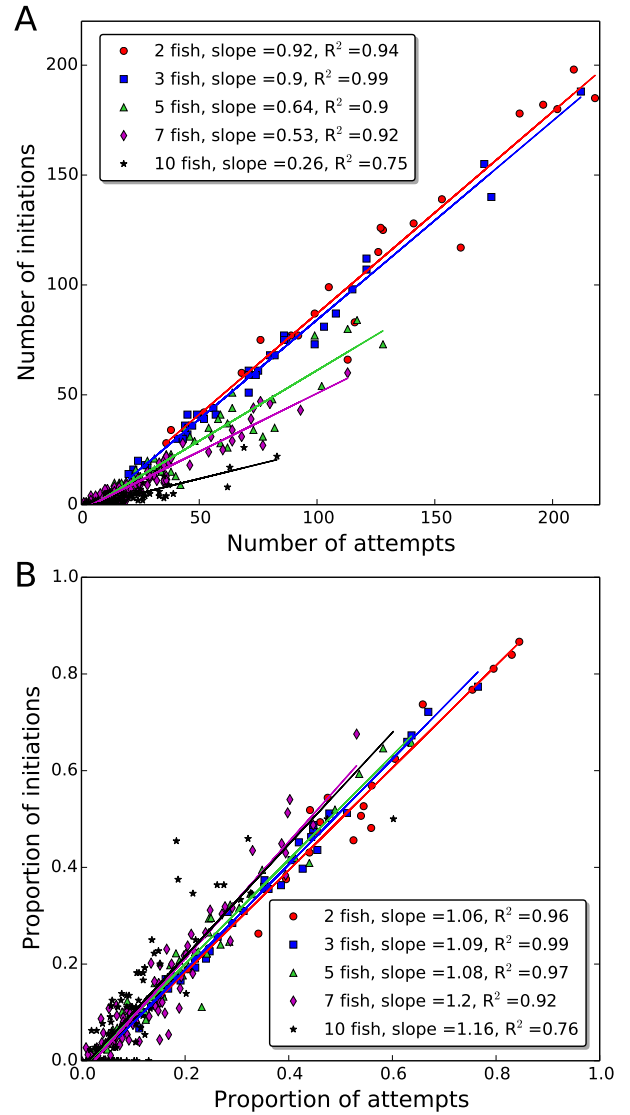 A
2 fish, slope =0.92, R² =0.94
3 fish, slope =0.9, R² =0.99
5 fish, slope =0.64, R² =0.9
7 fish, slope =0.53, R² =0.92
10 fish, slope =0.26, R² =0.75
200
150
100
50
0
Number of initiations
0 50 100 150 200
Number of attempts
B
1.0
0.8
0.6
0.4
0.2
0.0
Proportion of initiations
2 fish, slope =1.06, R² =0.96
3 fish, slope =1.09, R² =0.99
5 fish, slope =1.08, R² =0.97
7 fish, slope =1.2, R² =0.92
10 fish, slope =1.16, R² =0.76
0.0 0.2 0.4 0.6 0.8 1.0
Proportion of attempts